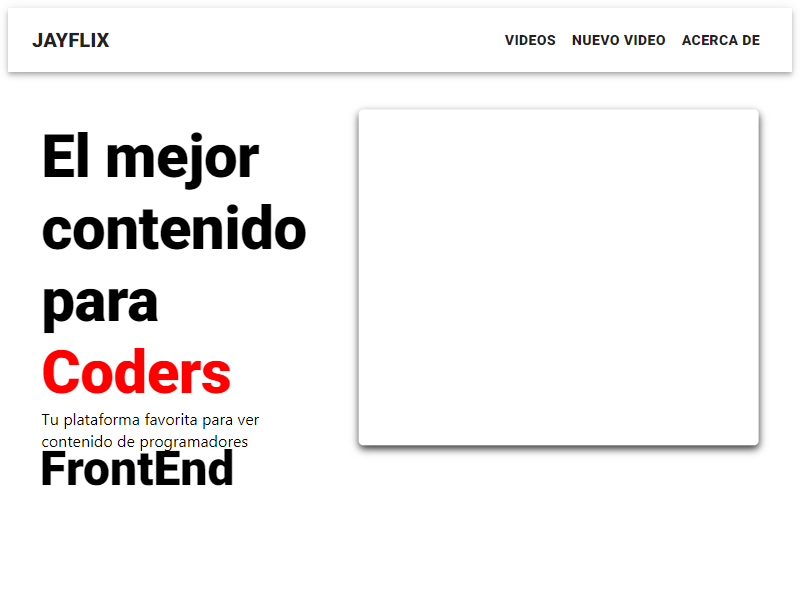 JAYFLIX
VIDEOS NUEVO VIDEO ACERCA DE
El mejor
contenido
para
Coders
Tu plataforma favorita para ver
contenido de programadores
FrontEnd